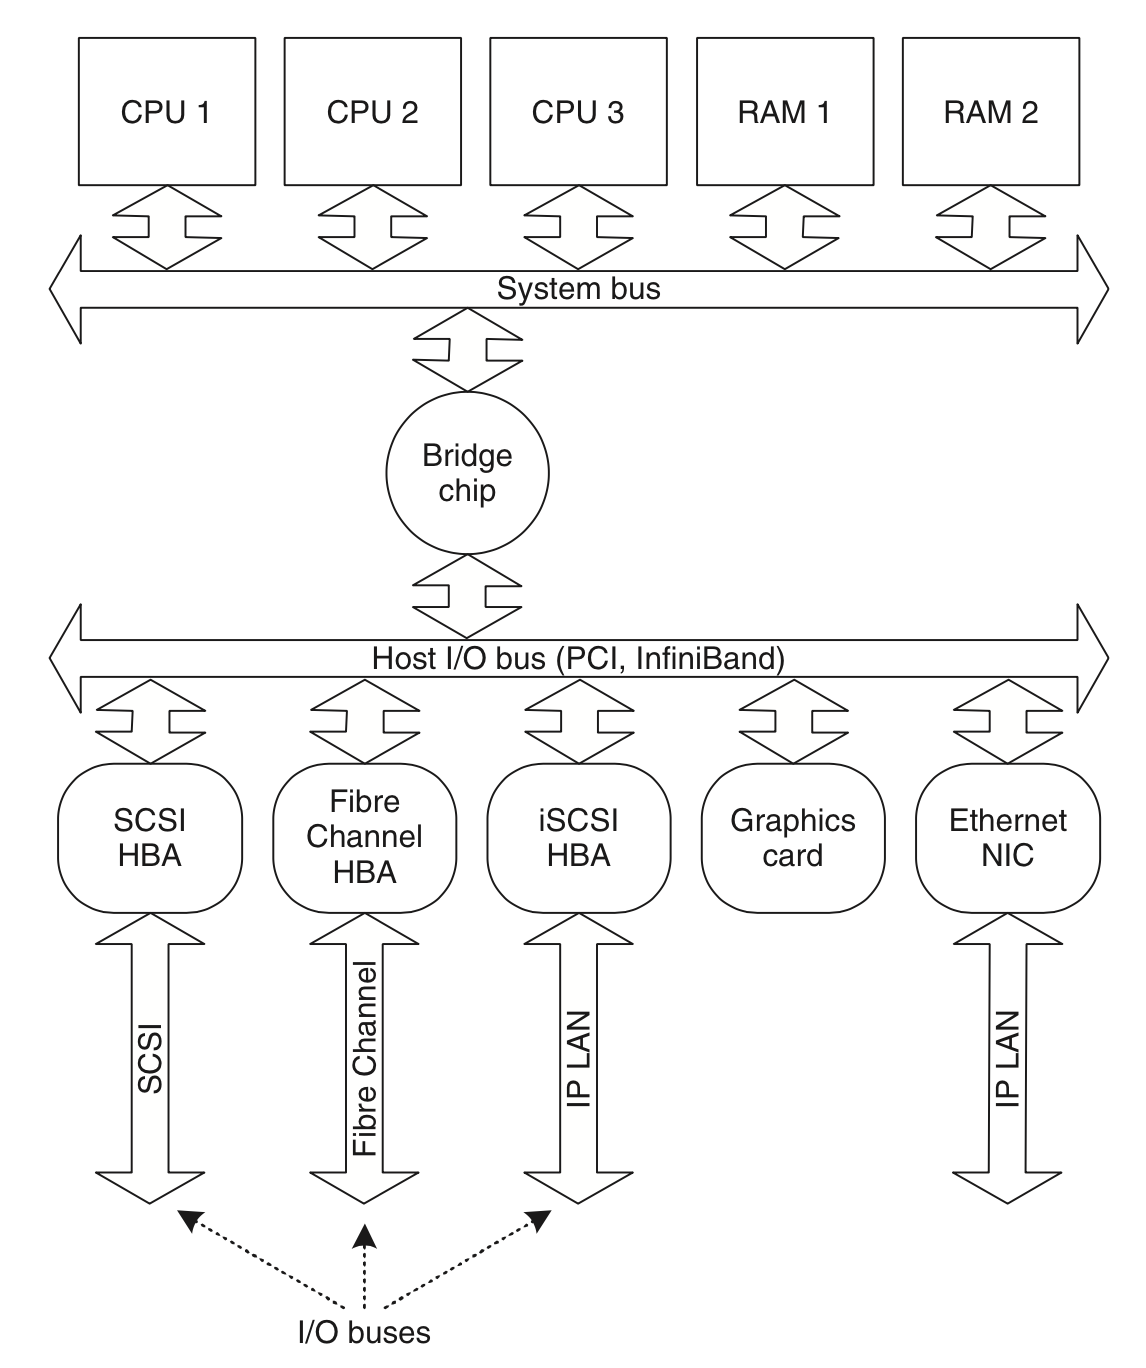 CPU 1
CPU 2
CPU 3
RAM 1
RAM 2
System bus
Bridge
chip
Host I/O bus (PCI, InfiniBand)
SCSI
HBA
Fibre
Channel
HBA
iSCSI
HBA
Graphics
card
Ethernet
NIC
SCSI
Fibre Channel
IP LAN
IP LAN
I/O buses